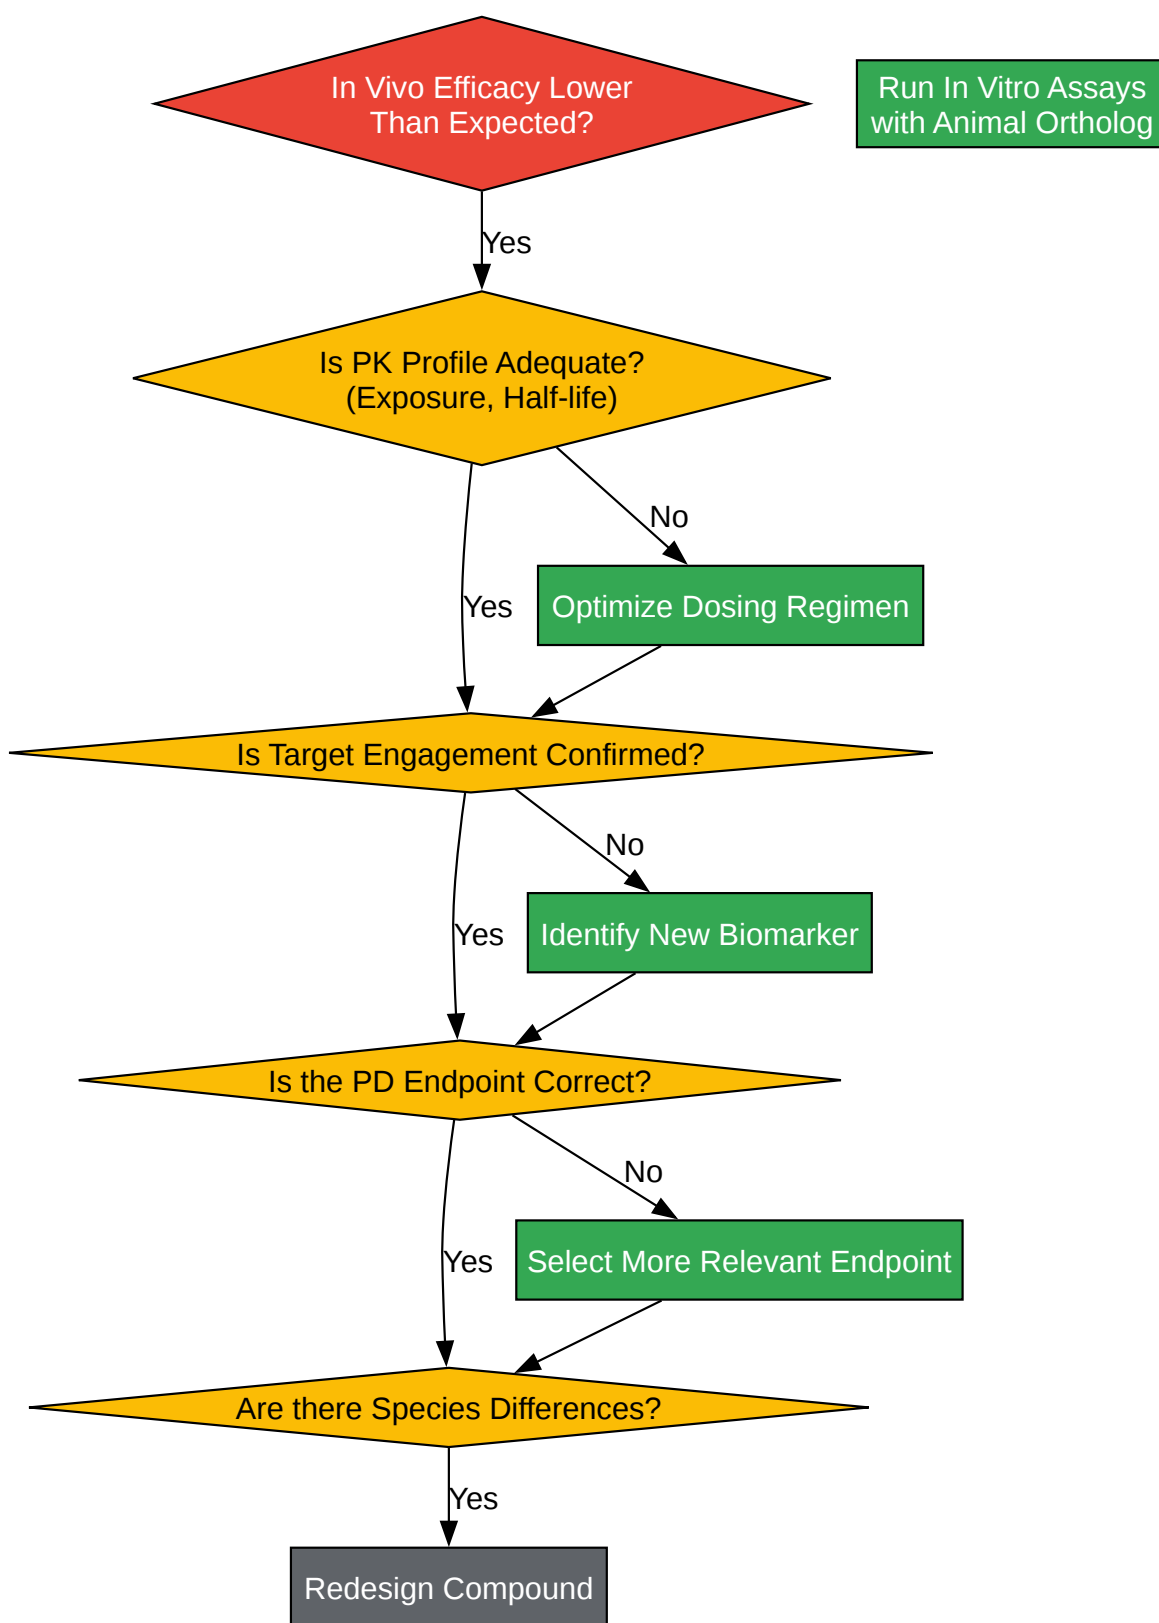 In Vivo Efficacy Lower
Than Expected?
Run In Vitro Assays
with Animal Ortholog
Yes
Is PK Profile Adequate?
(Exposure, Half-life)
No
Yes
Optimize Dosing Regimen
Is Target Engagement Confirmed?
No
Yes
Identify New Biomarker
Is the PD Endpoint Correct?
No
Yes
Select More Relevant Endpoint
Are there Species Differences?
Yes
Redesign Compound